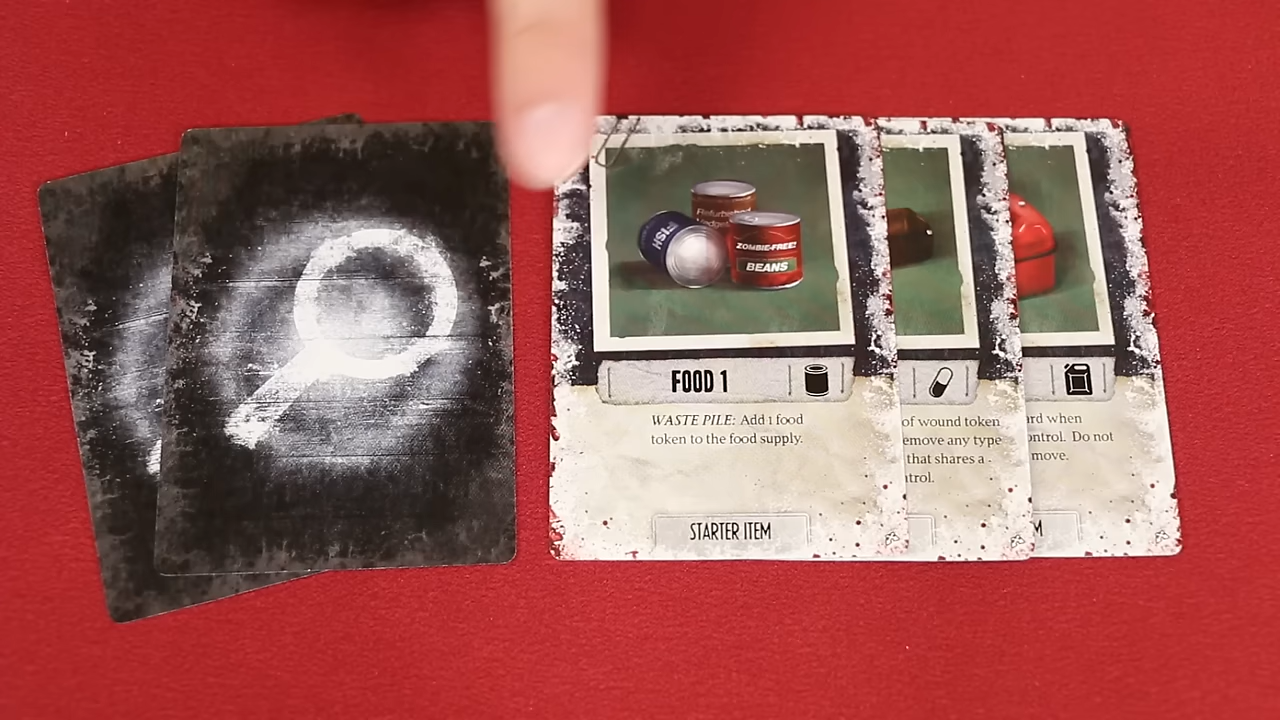 HSI
ZOMBIE-FREE!
BEANS
FOOD 1
WASTE PILE: Add 1 food
token to the food supply.
STARTER ITEM
of wound token
emove any type
that shares a
ntrol.
ard when
ontrol. Do not
move.
M